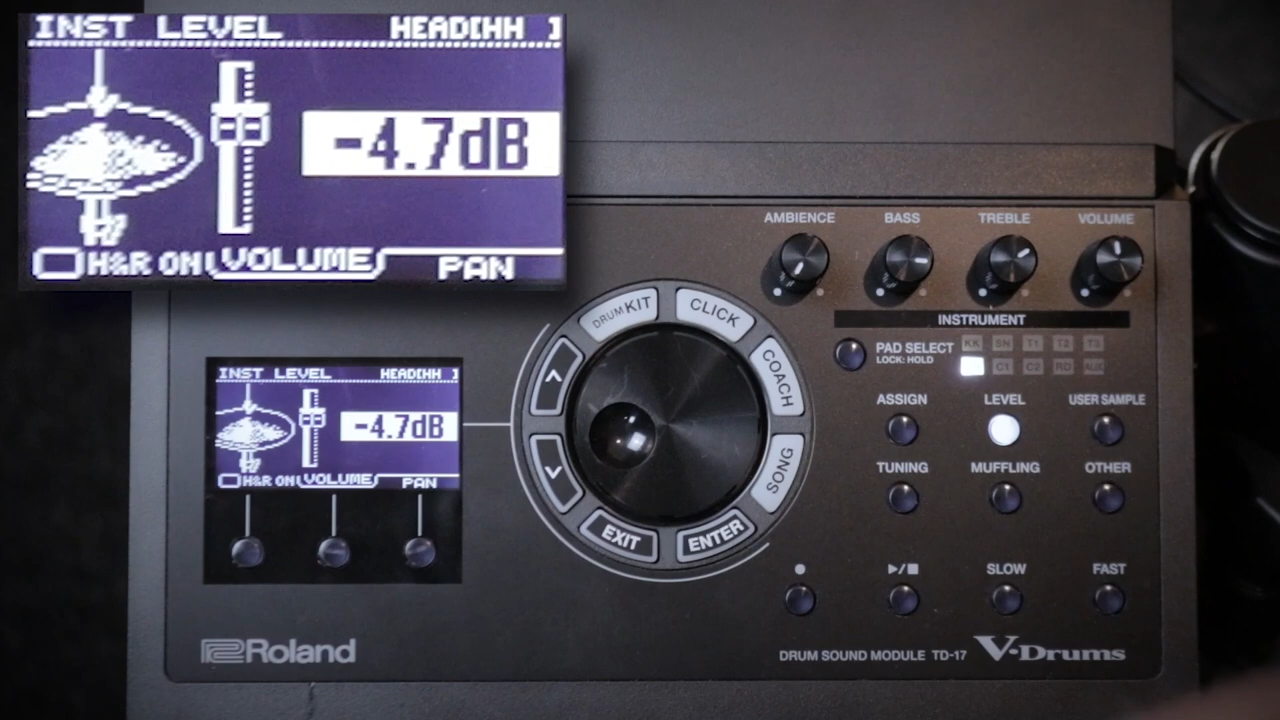 INST LEVEL HEAD[HH ]
-4.7dB
H&R ON VOLUME PAN
AMBIENCE BASS TREBLE VOLUME
INSTRUMENT
DRUM KIT CLICK
COACH
SONG
ENTER
EXIT
PAD SELECT
LOCK: HOLD
KK SN T1 T2 T3
C1 C2 RD AUX
INST LEVEL HEAD[HH ]
-4.7dB
H&R ON VOLUME PAN
ASSIGN LEVEL USER SAMPLE
TUNING MUFFLING OTHER
SLOW FAST
Roland
DRUM SOUND MODULE TD-17 V-Drums